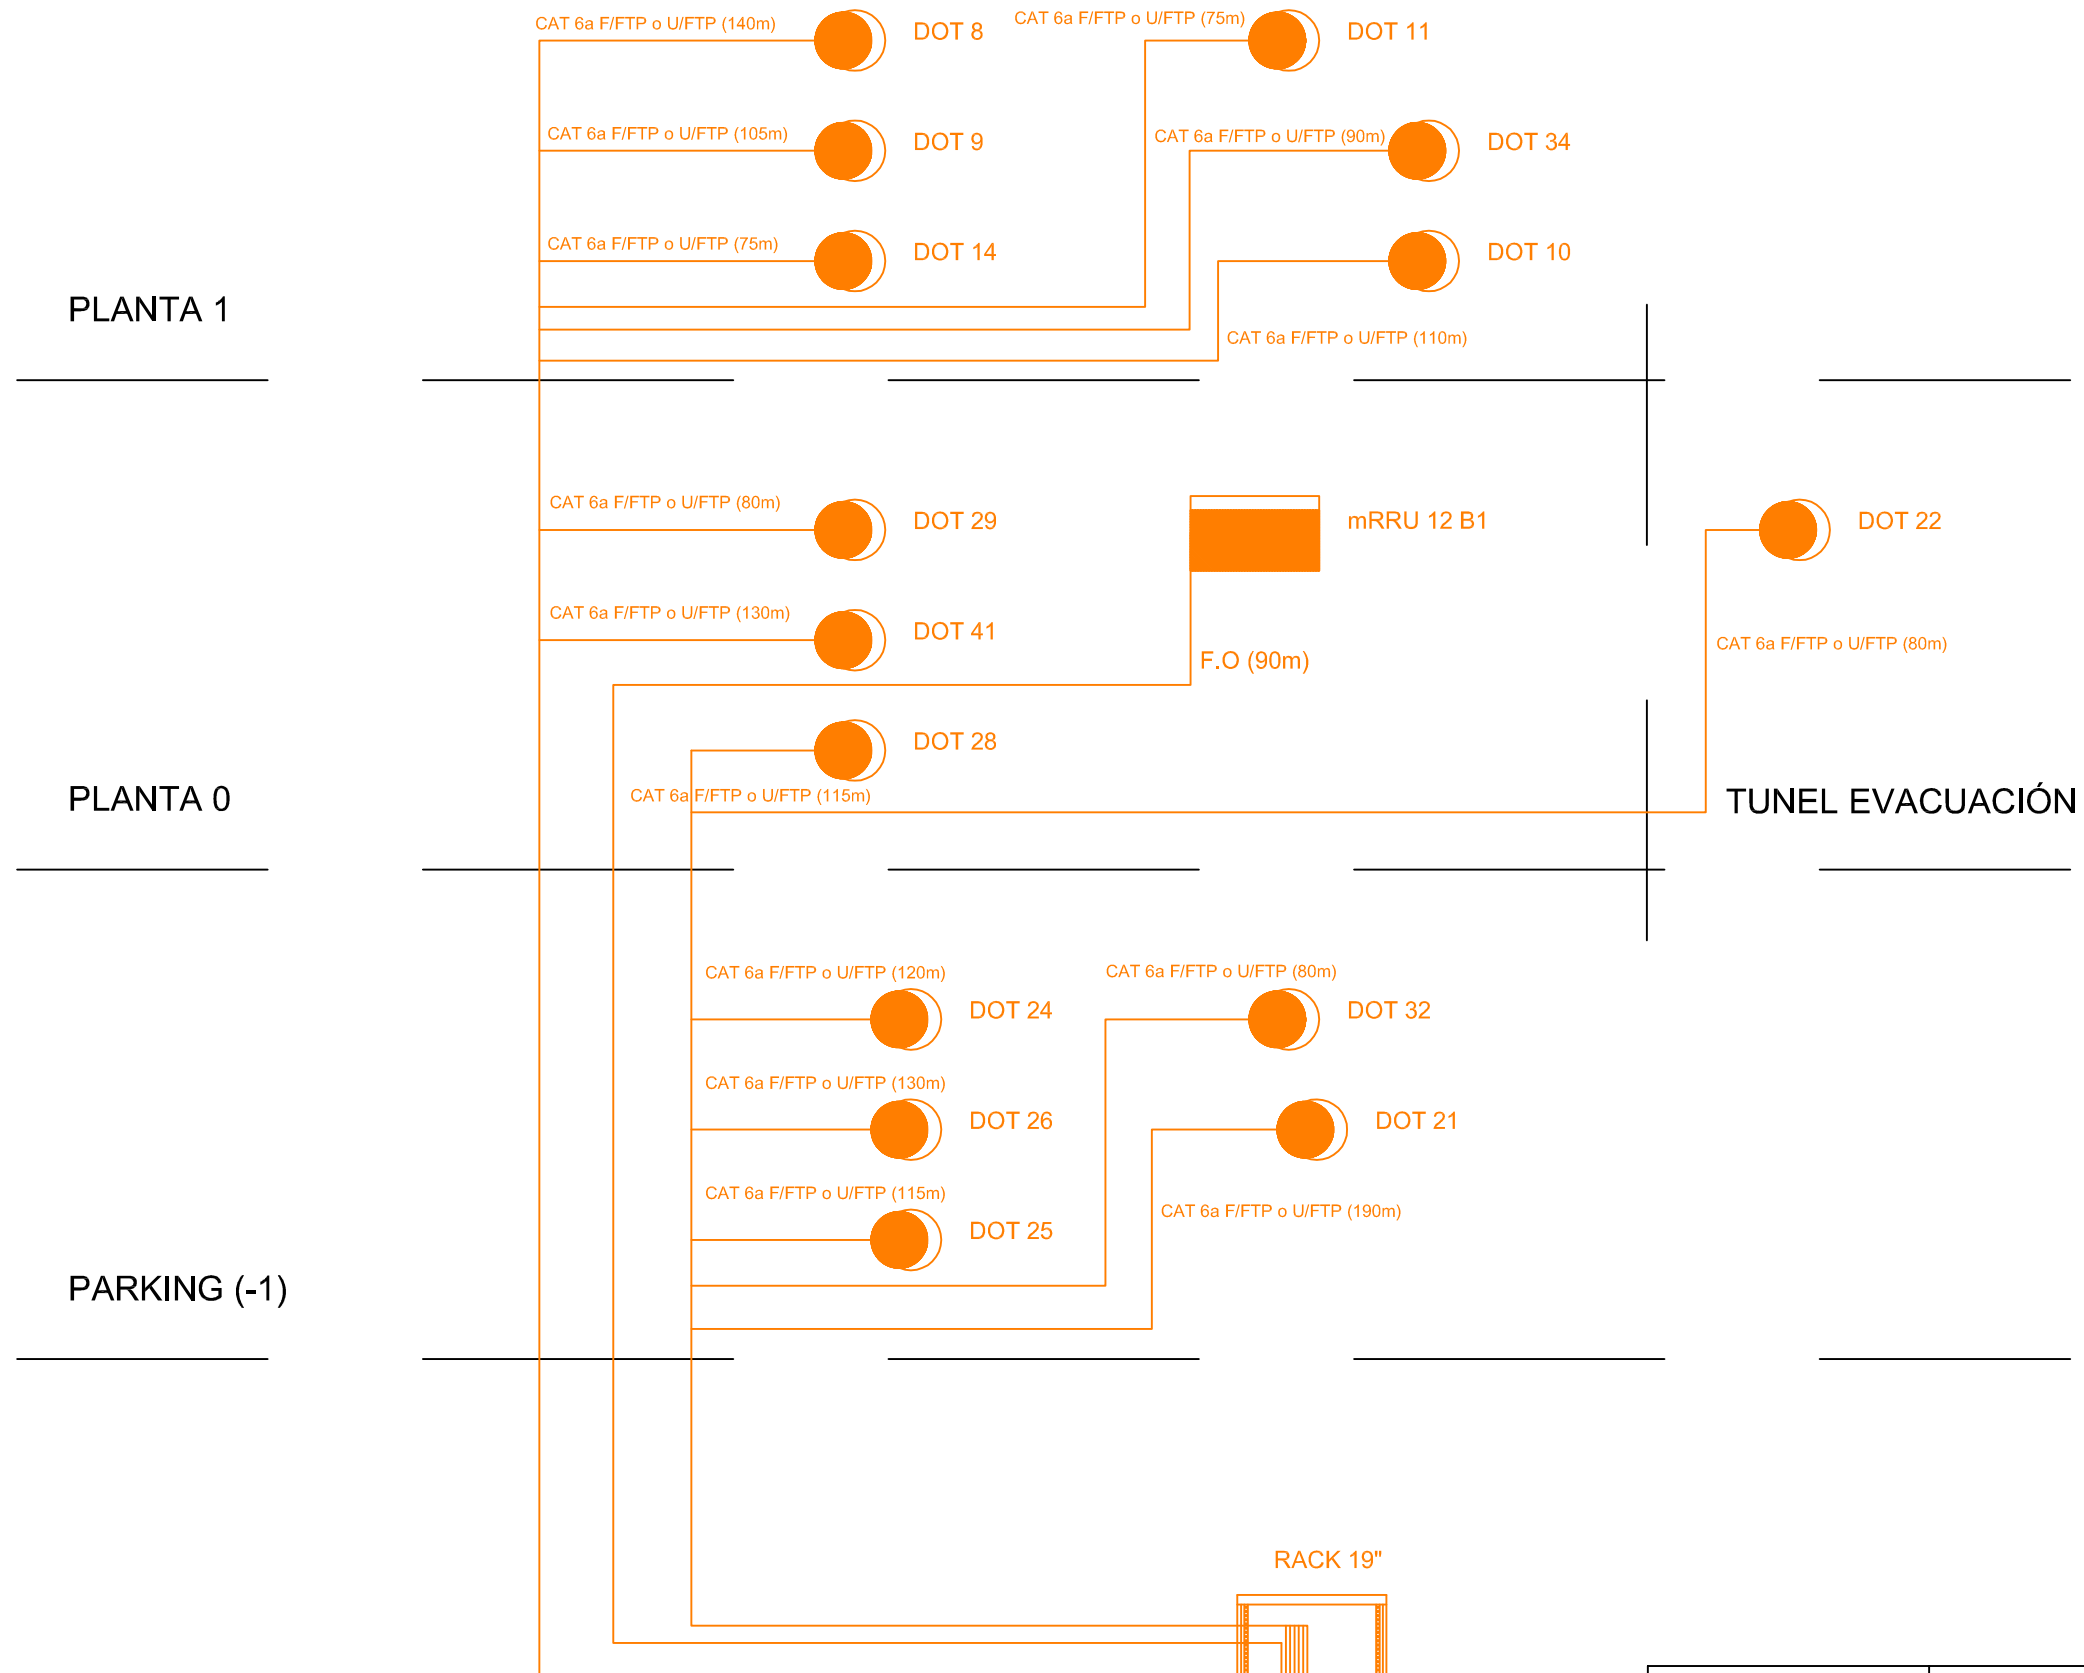 CAT 6a F/FTP o U/FTP (140m)
DOT 8
CAT 6a F/FTP o U/FTP (75m)
DOT 11
CAT 6a F/FTP o U/FTP (105m)
DOT 9
CAT 6a F/FTP o U/FTP (90m)
DOT 34
CAT 6a F/FTP o U/FTP (75m)
DOT 14
DOT 10
PLANTA 1
CAT 6a F/FTP o U/FTP (110m)
CAT 6a F/FTP o U/FTP (80m)
DOT 29
mRRU 12 B1
DOT 22
CAT 6a F/FTP o U/FTP (130m)
DOT 41
CAT 6a F/FTP o U/FTP (80m)
F.O (90m)
DOT 28
PLANTA 0
CAT 6a F/FTP o U/FTP (115m)
TUNEL EVACUACIÓN
CAT 6a F/FTP o U/FTP (120m)
DOT 24
CAT 6a F/FTP o U/FTP (80m)
DOT 32
CAT 6a F/FTP o U/FTP (130m)
DOT 26
DOT 21
CAT 6a F/FTP o U/FTP (115m)
DOT 25
CAT 6a F/FTP o U/FTP (190m)
PARKING (-1)
RACK 19"